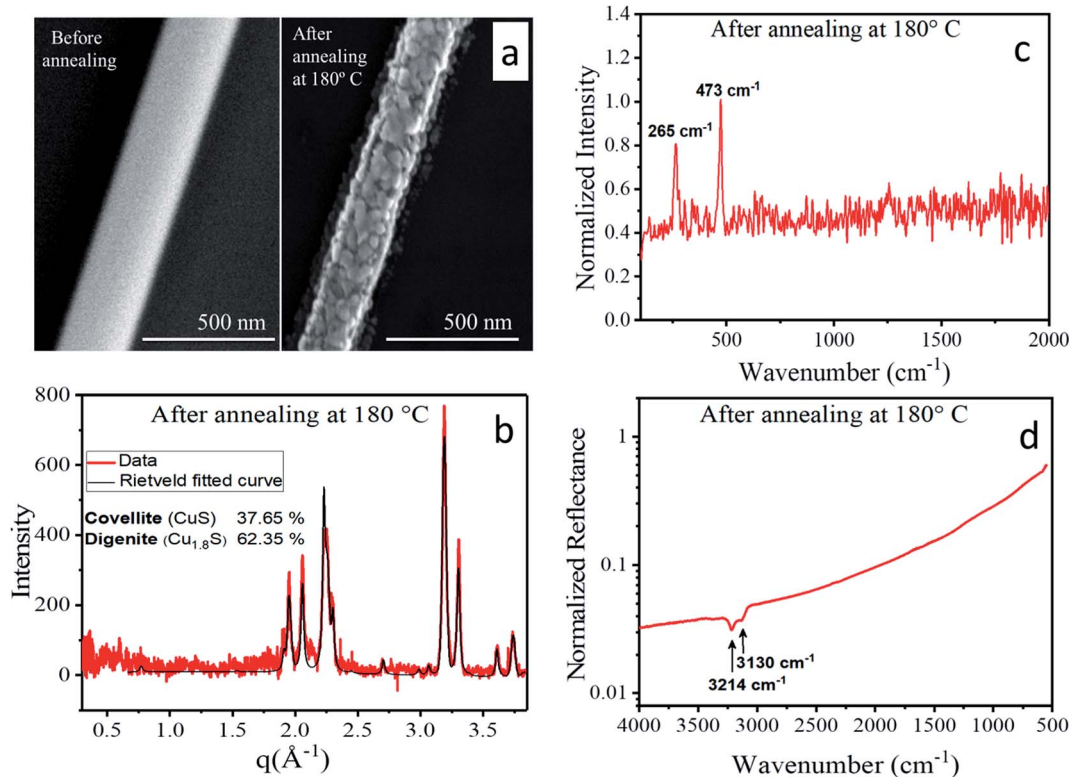 Before
annealing
500 nm
After
annealing
at 180º C
a
500 nm
After annealing at 180 °C
b
Data
Rietveld fitted curve
Covellite (CuS) 37.65 %
Digenite (Cu1.8S) 62.35 %
Intensity
800
600
400
200
0
0.5 1.0 1.5 2.0 2.5 3.0 3.5
q(Å-1)
After annealing at 180° C
c
473 cm-1
265 cm-1
Normalized Intensity
1.4
1.2
1.0
0.8
0.6
0.4
0.2
0.0
500 1000 1500 2000
Wavenumber (cm-1)
After annealing at 180° C
d
Normalized Reflectance
1
0.1
0.01
3130 cm-1
3214 cm-1
4000 3500 3000 2500 2000 1500 1000 500
Wavenumber (cm-1)